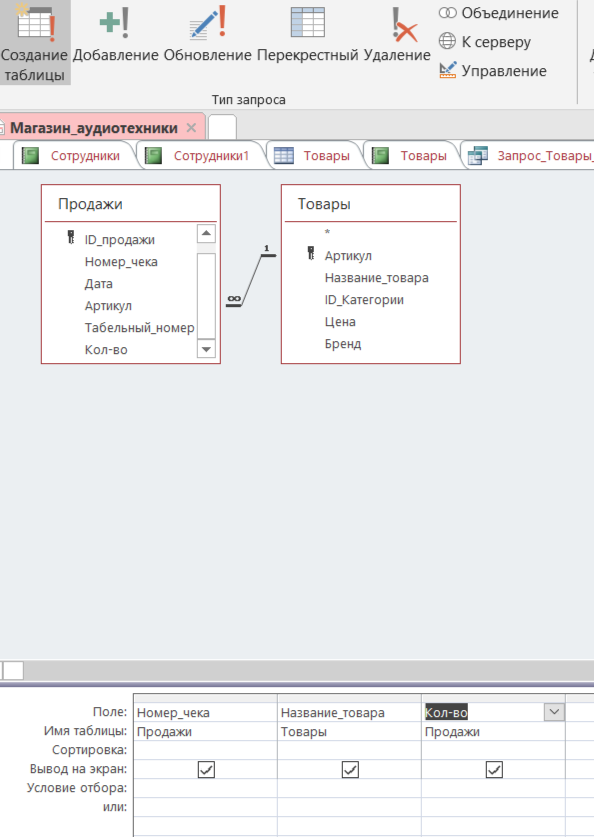 Создание таблицы
Добавление
Обновление
Перекрестный
Удаление
Объединение
К серверу
Управление
Тип запроса
Магазин_аудиотехники
Сотрудники
Сотрудники1
Товары
Товары
Запрос_Товары_
Продажи
ID_продажи
Номер_чека
Дата
Артикул
Табельный_номер
Кол-во
1
∞
Товары
*
Артикул
Название_товара
ID_Категории
Цена
Бренд
Поле: Номер_чека Название_товара Кол-во
Имя таблицы: Продажи Товары Продажи
Сортировка:
Вывод на экран:
Условие отбора:
или: